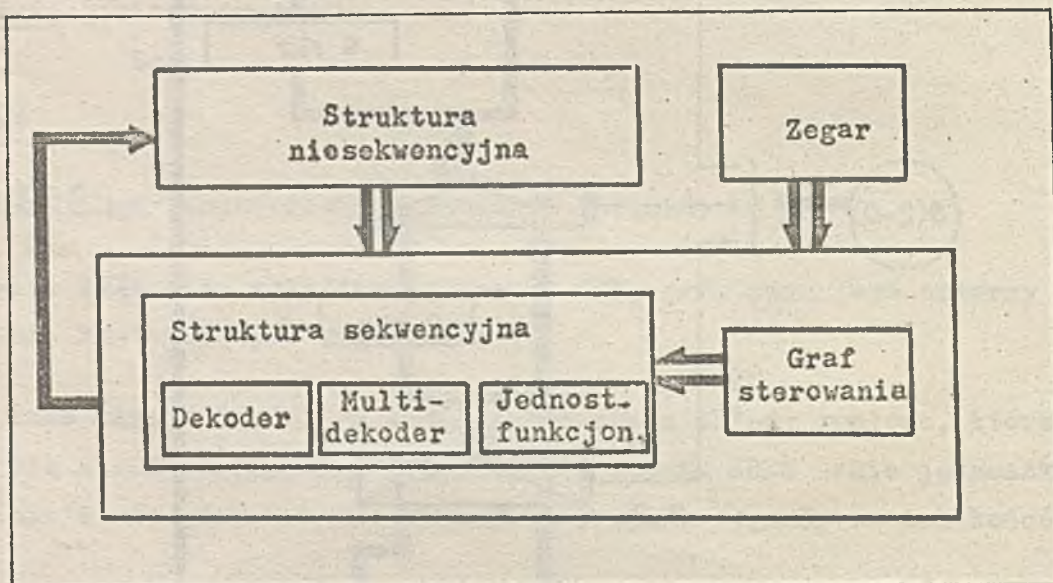 Struktura
niesekwencyjna
Zegar
Struktura sekwencyjna
Graf
sterowania
Dekoder
Multi-
dekoder
Jednost.
funkcjon.